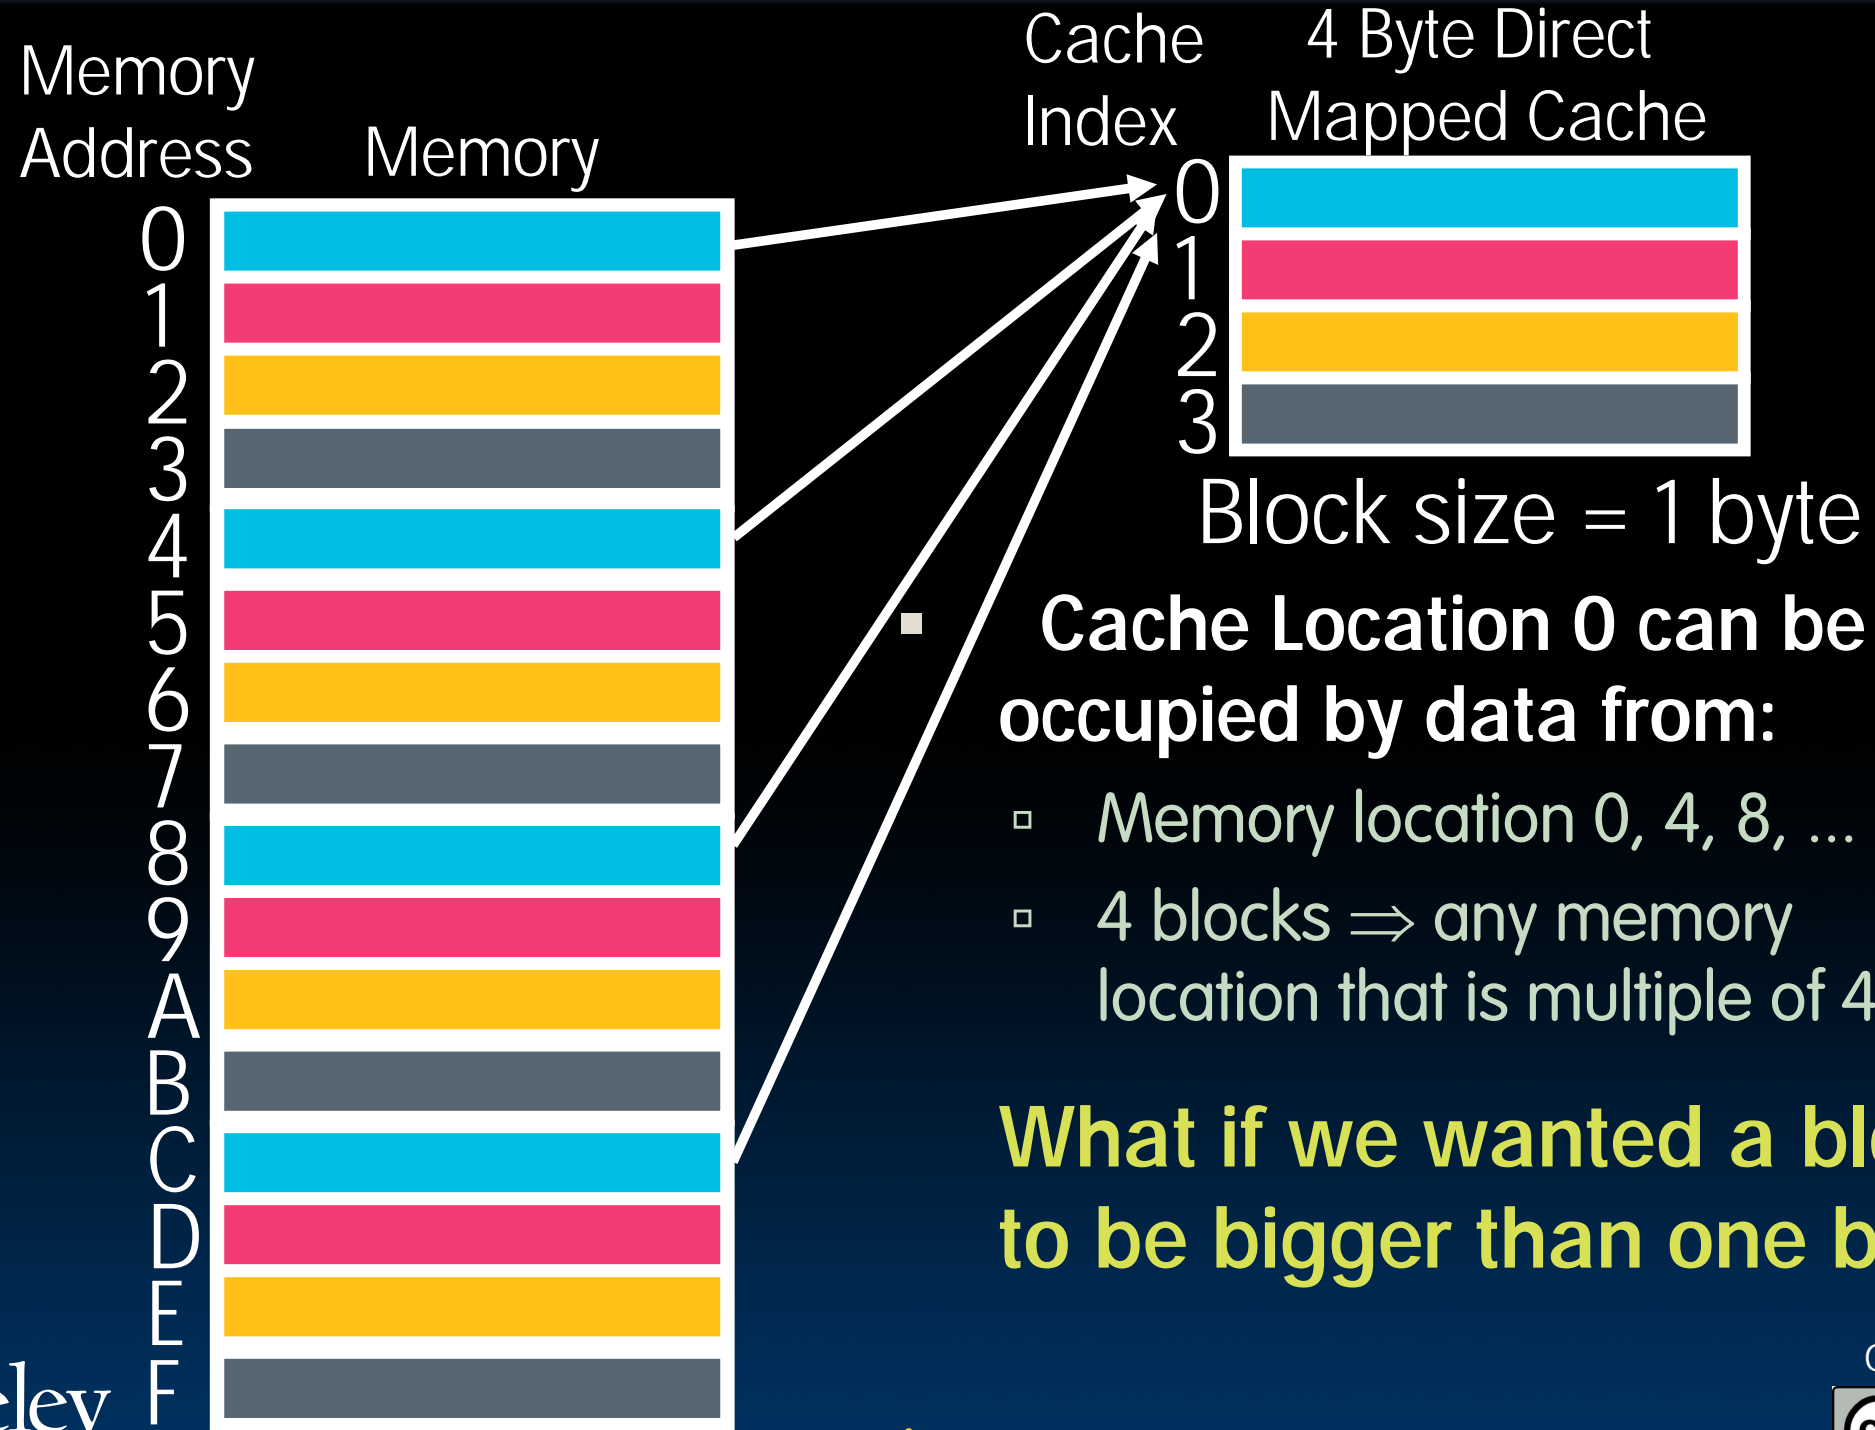 Memory
Address
Memory
0
1
2
3
4
5
6
7
8
9
A
B
C
D
E
F
Cache
Index
4 Byte Direct
Mapped Cache
0
1
2
3
Block size = 1 byte
Cache Location 0 can be
occupied by data from:
Memory location 0, 4, 8, ...
4 blocks ⇒ any memory
location that is multiple of 4
What if we wanted a
to be bigger than one